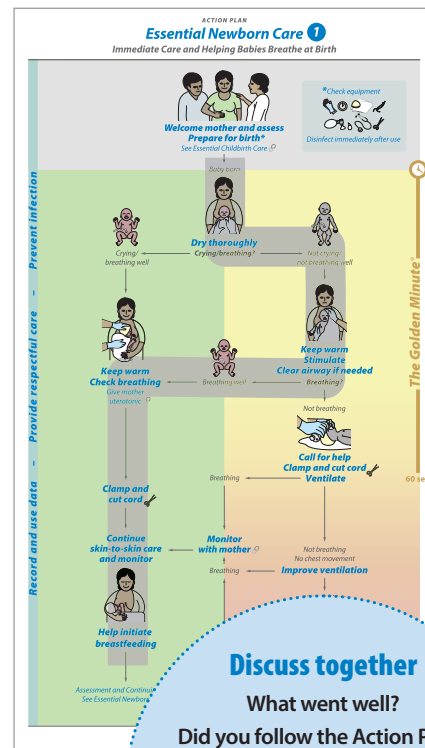 ACTION PLAN
Essential Newborn Care 1
Immediate Care and Helping Babies Breathe at Birth
*Check equipment
Disinfect immediately after use
Welcome mother and assess
Prepare for birth*
See Essential Childbirth Care
Baby born
Dry thoroughly
Crying/breathing?
Crying/
breathing well
Not crying/
not breathing well
Keep warm
Stimulate
Clear airway if needed
Breathing?
Breathing well
Keep warm
Check breathing
Give mother
uterotonic
Not breathing
Call for help
Clamp and cut cord
Ventilate
Breathing
Clamp and
cut cord
Continue
skin-to-skin care
and monitor
Monitor
with mother
Not breathing
No chest movement
Breathing
Improve ventilation
Help initiate
breastfeeding
Assessment and
See Essential
Record and use data – Provide respectful care – Prevent infection
The Golden Minute®
60
Discuss together
What went well?
Did you follow the Action